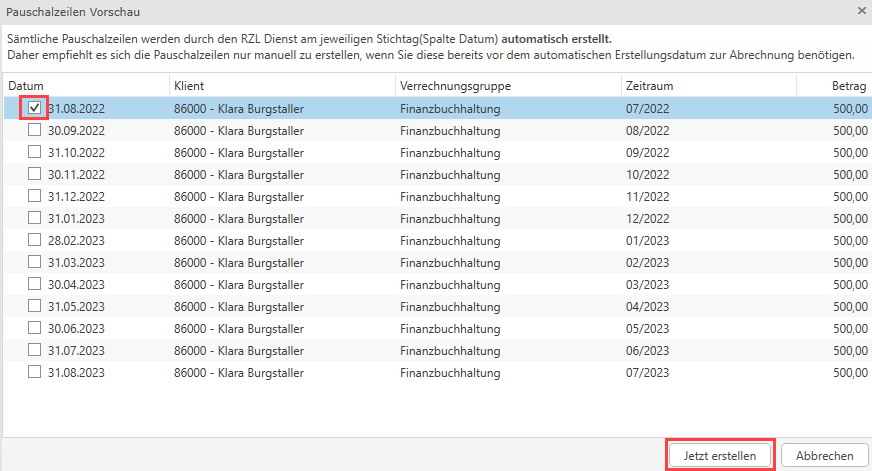 Pauschalzeilen Vorschau
Sämtliche Pauschalzeilen werden durch den RZL Dienst am jeweiligen Stichtag(Spalte Datum) automatisch erstellt.
Daher empfiehlt es sich die Pauschalzeilen nur manuell zu erstellen, wenn Sie diese bereits vor dem automatischen Erstellungsdatum zur Abrechnung benötigen.
Datum Klient Verrechnungsgruppe Zeitraum Betrag
31.08.2022 86000 - Klara Burgstaller Finanzbuchhaltung 07/2022 500,00
30.09.2022 86000 - Klara Burgstaller Finanzbuchhaltung 08/2022 500,00
31.10.2022 86000 - Klara Burgstaller Finanzbuchhaltung 09/2022 500,00
30.11.2022 86000 - Klara Burgstaller Finanzbuchhaltung 10/2022 500,00
31.12.2022 86000 - Klara Burgstaller Finanzbuchhaltung 11/2022 500,00
31.01.2023 86000 - Klara Burgstaller Finanzbuchhaltung 12/2022 500,00
28.02.2023 86000 - Klara Burgstaller Finanzbuchhaltung 01/2023 500,00
31.03.2023 86000 - Klara Burgstaller Finanzbuchhaltung 02/2023 500,00
30.04.2023 86000 - Klara Burgstaller Finanzbuchhaltung 03/2023 500,00
31.05.2023 86000 - Klara Burgstaller Finanzbuchhaltung 04/2023 500,00
30.06.2023 86000 - Klara Burgstaller Finanzbuchhaltung 05/2023 500,00
31.07.2023 86000 - Klara Burgstaller Finanzbuchhaltung 06/2023 500,00
31.08.2023 86000 - Klara Burgstaller Finanzbuchhaltung 07/2023 500,00
Jetzt erstellen Abbrechen